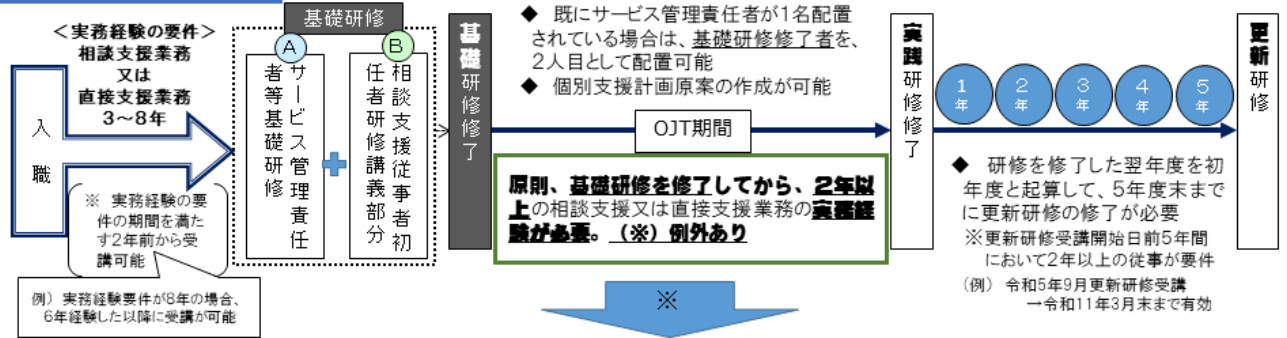 ＜実務経験の要件＞
相談支援業務
又は
直接支援業務
３～８年
入職
※ 実務経験の要
件の期間を満た
す2年前から受
講可能
例）実務経験要件が8年の場合、
6年経験した以降に受講が可能
基礎研修
A
サービス管理責任
者等基礎研修
B
相談支援従事者初
任者研修講義部分
基礎研修修了
◆ 既にサービス管理責任者が1名配置
されている場合は、基礎研修修了者を、
2人目として配置可能
◆ 個別支援計画原案の作成が可能
OJT期間
原則、基礎研修を修了してから、２年以
上の相談支援又は直接支援業務の実務経
験が必要。（※）例外あり
※
実践研修修了
1年
2年
3年
4年
5年
◆ 研修を修了した翌年度を初
年度と起算して、5年度末まで
に更新研修の修了が必要
※更新研修受講開始日前5年間
において2年以上の従事が要件
（例） 令和5年9月更新研修受講
→令和11年3月末まで有効
更新研修